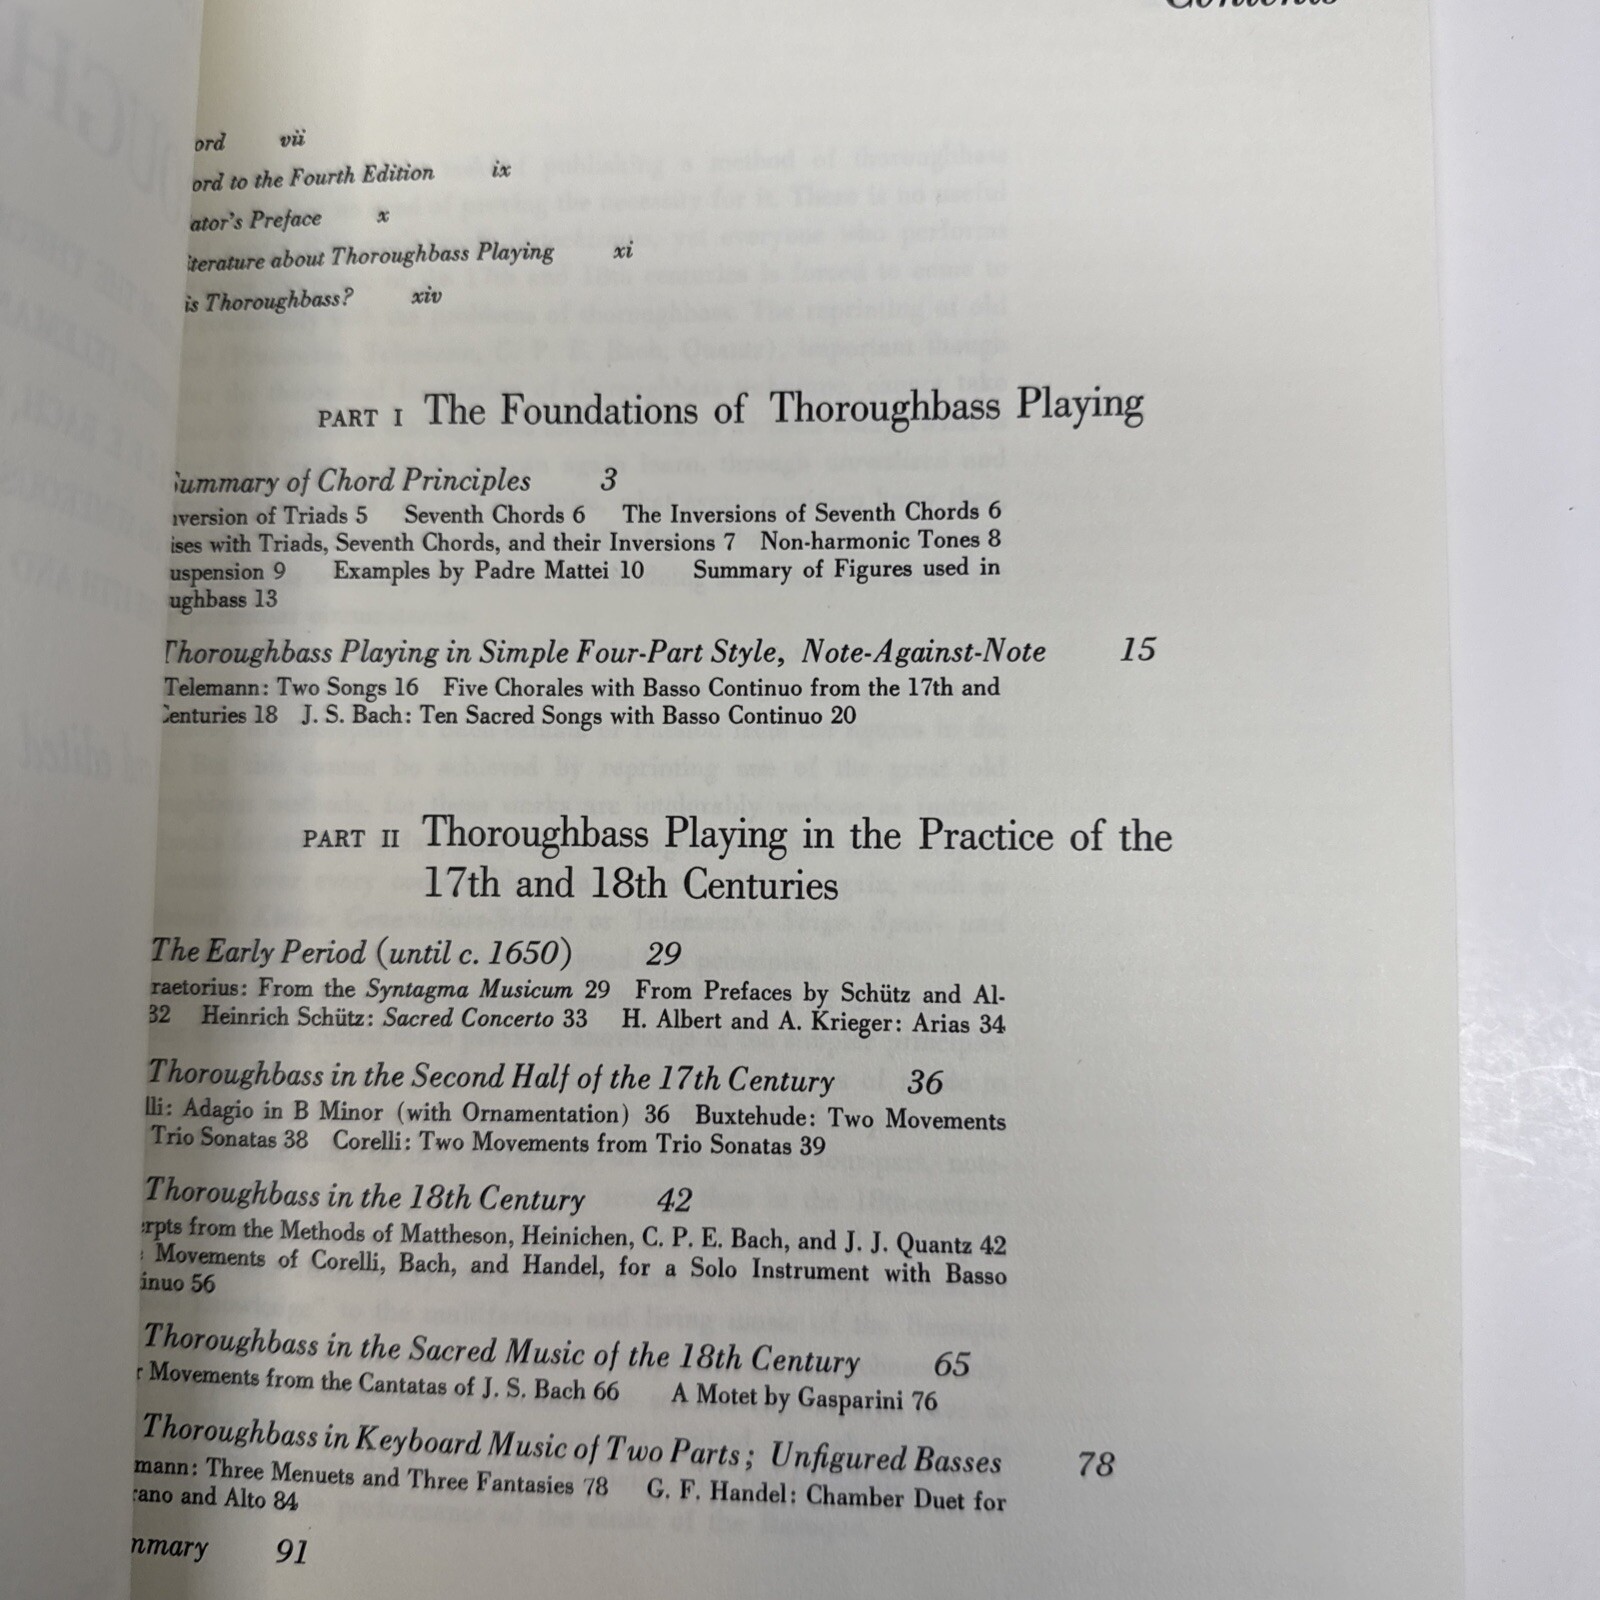 Contents
ord vii
ord to the Fourth Edition ix
ator's Preface x
iterature about Thoroughbass Playing xi
is Thoroughbass? xiv
PART I The Foundations of Thoroughbass Playing
Summary of Chord Principles 3
version of Triads 5 Seventh Chords 6 The Inversions of Seventh Chords 6
ises with Triads, Seventh Chords, and their Inversions 7 Non-harmonic Tones 8
uspension 9 Examples by Padre Mattei 10 Summary of Figures used in
ughbass 13
Thoroughbass Playing in Simple Four-Part Style, Note-Against-Note 15
Telemann: Two Songs 16 Five Chorales with Basso Continuo from the 17th and
Centuries 18 J. S. Bach: Ten Sacred Songs with Basso Continuo 20
PART II Thoroughbass Playing in the Practice of the
17th and 18th Centuries
The Early Period (until c. 1650) 29
raetorius: From the Syntagma Musicum 29 From Prefaces by Schütz and Al-
32 Heinrich Schütz: Sacred Concerto 33 H. Albert and A. Krieger: Arias 34
Thoroughbass in the Second Half of the 17th Century 36
lli: Adagio in B Minor (with Ornamentation) 36 Buxtehude: Two Movements
Trio Sonatas 38 Corelli: Two Movements from Trio Sonatas 39
Thoroughbass in the 18th Century 42
erpts from the Methods of Mattheson, Heinichen, C. P. E. Bach, and J. J. Quantz 42
Movements of Corelli, Bach, and Handel, for a Solo Instrument with Basso
inuo 56
Thoroughbass in the Sacred Music of the 18th Century 65
r Movements from the Cantatas of J. S. Bach 66 A Motet by Gasparini 76
Thoroughbass in Keyboard Music of Two Parts; Unfigured Basses 78
mann: Three Menuets and Three Fantasies 78 G. F. Handel: Chamber Duet for
rano and Alto 84
mmary 91